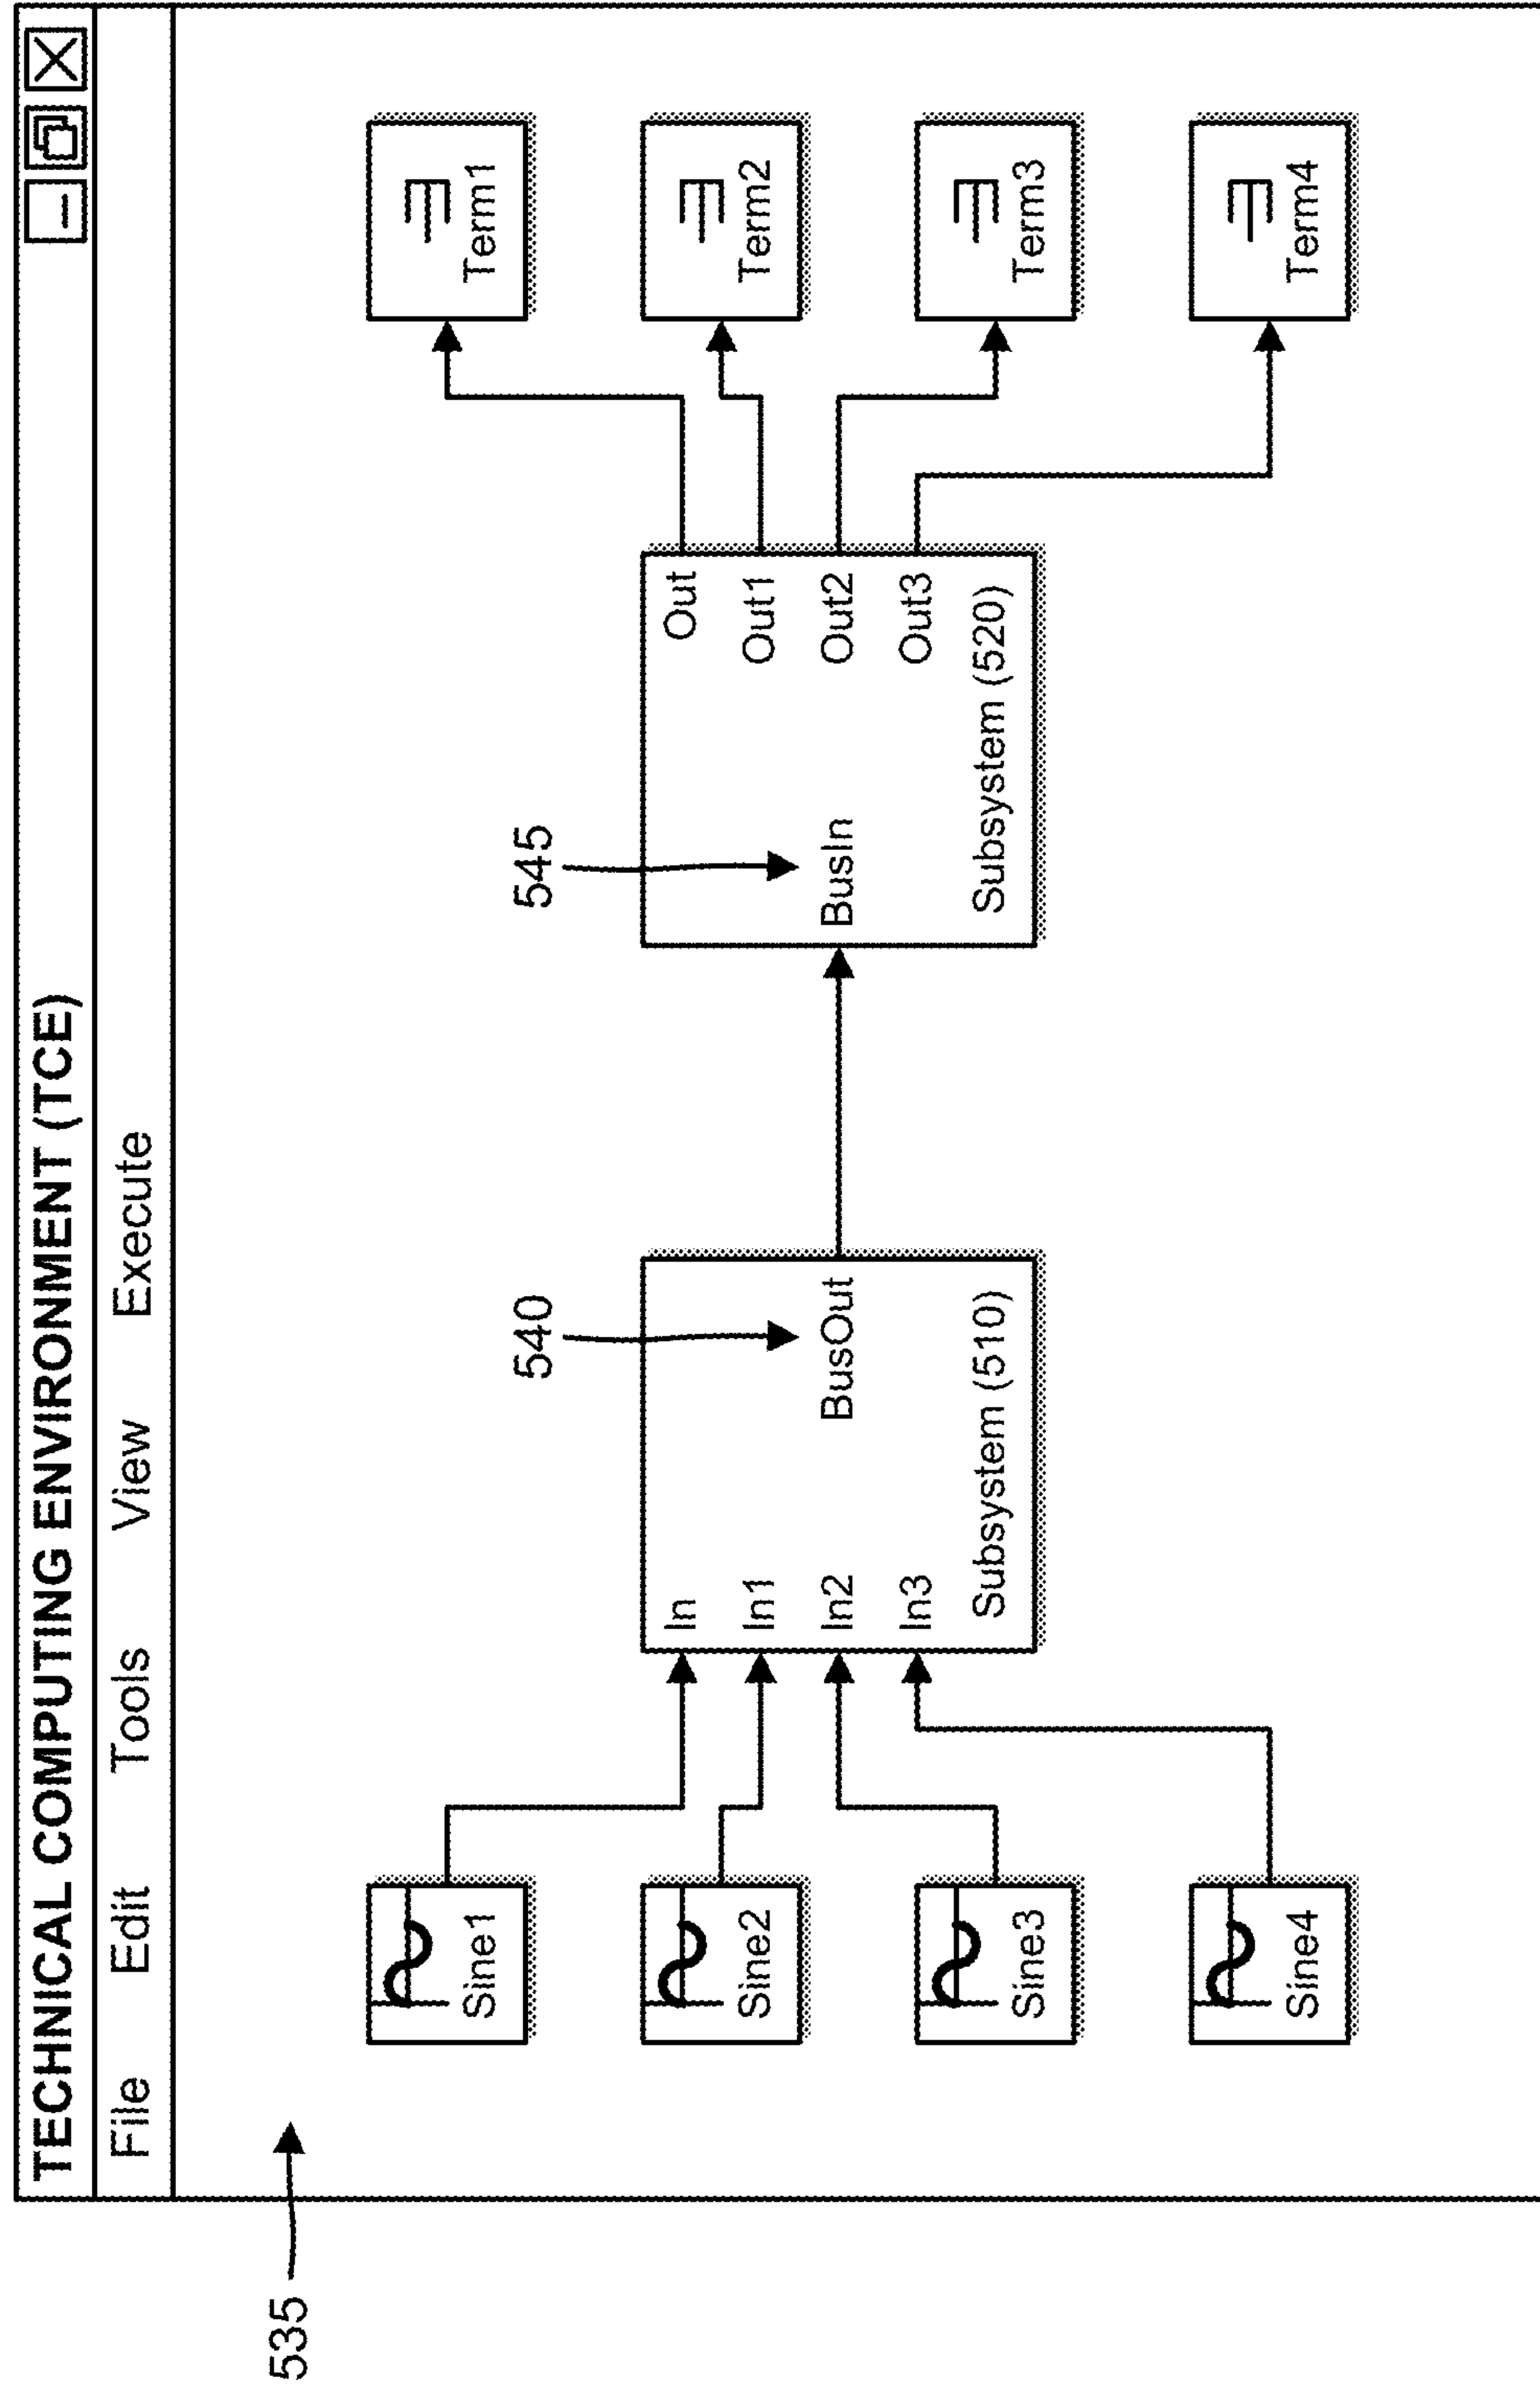 TECHNICAL COMPUTING ENVIRONMENT (TCE)
File Edit Tools View Execute
535
Sine1
Sine2
Sine3
Sine4
540
In
In1
In2
In3
BusOut
Subsystem (510)
545
BusIn
Out
Out1
Out2
Out3
Subsystem (520)
Term1
Term2
Term3
Term4